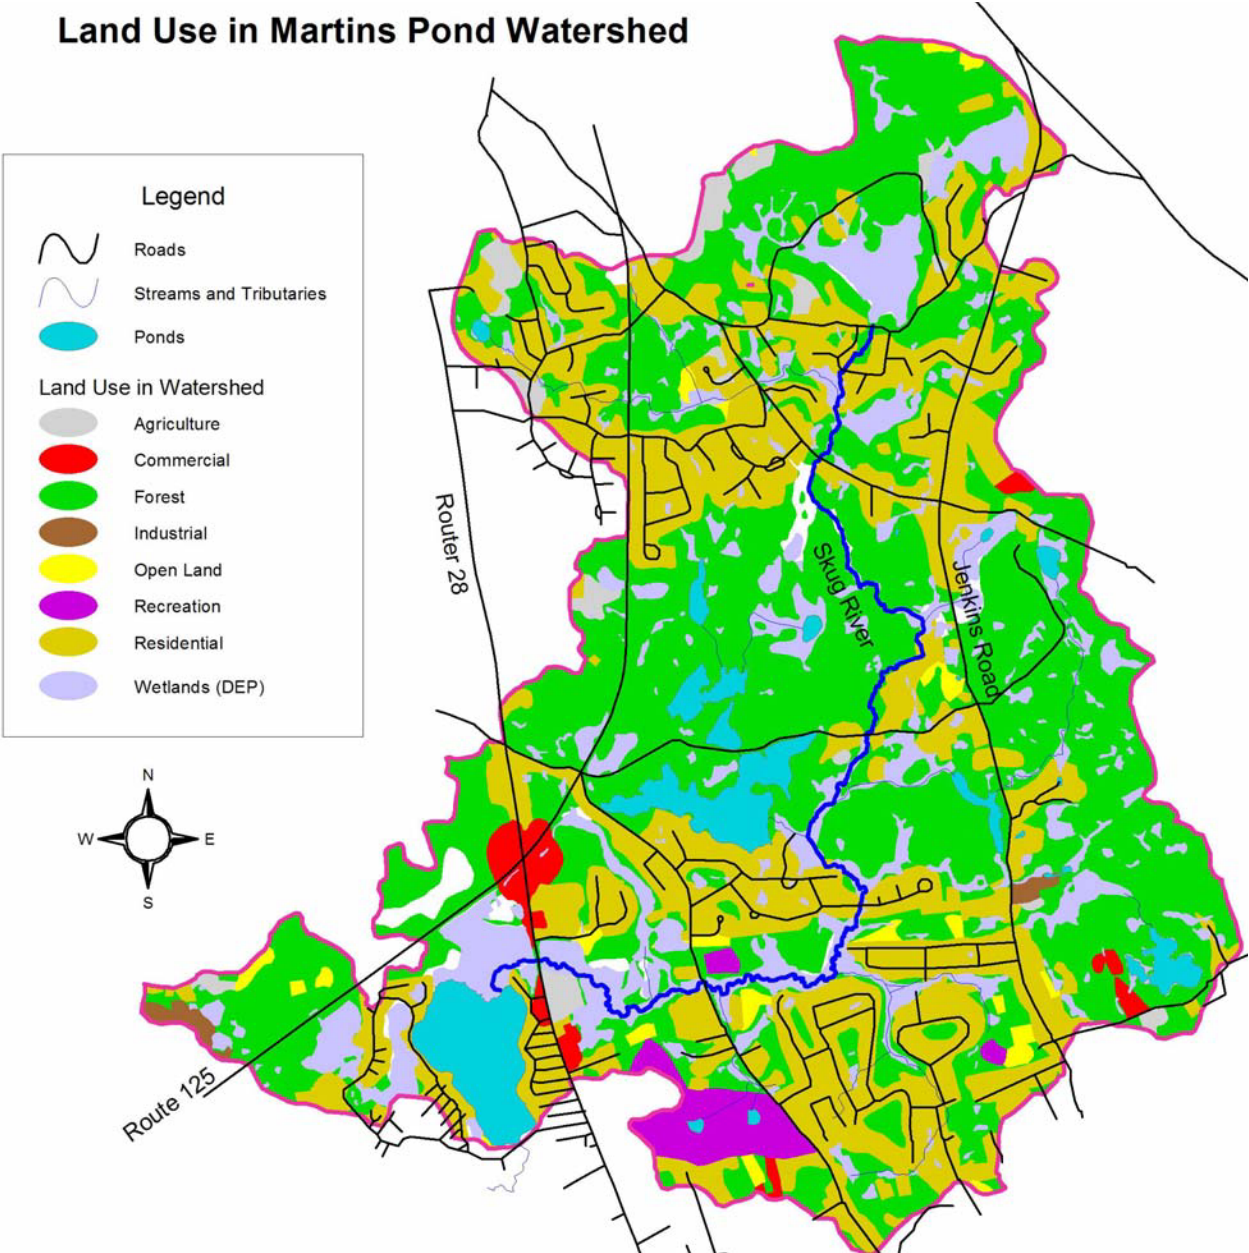 Land Use in Martins Pond Watershed
Legend
Roads
Streams and Tributaries
Ponds
Land Use in Watershed
Agriculture
Commercial
Forest
Industrial
Open Land
Recreation
Residential
Wetlands (DEP)
N
W
E
S
Router 28
Skug River
Jenkins Road
Route 125